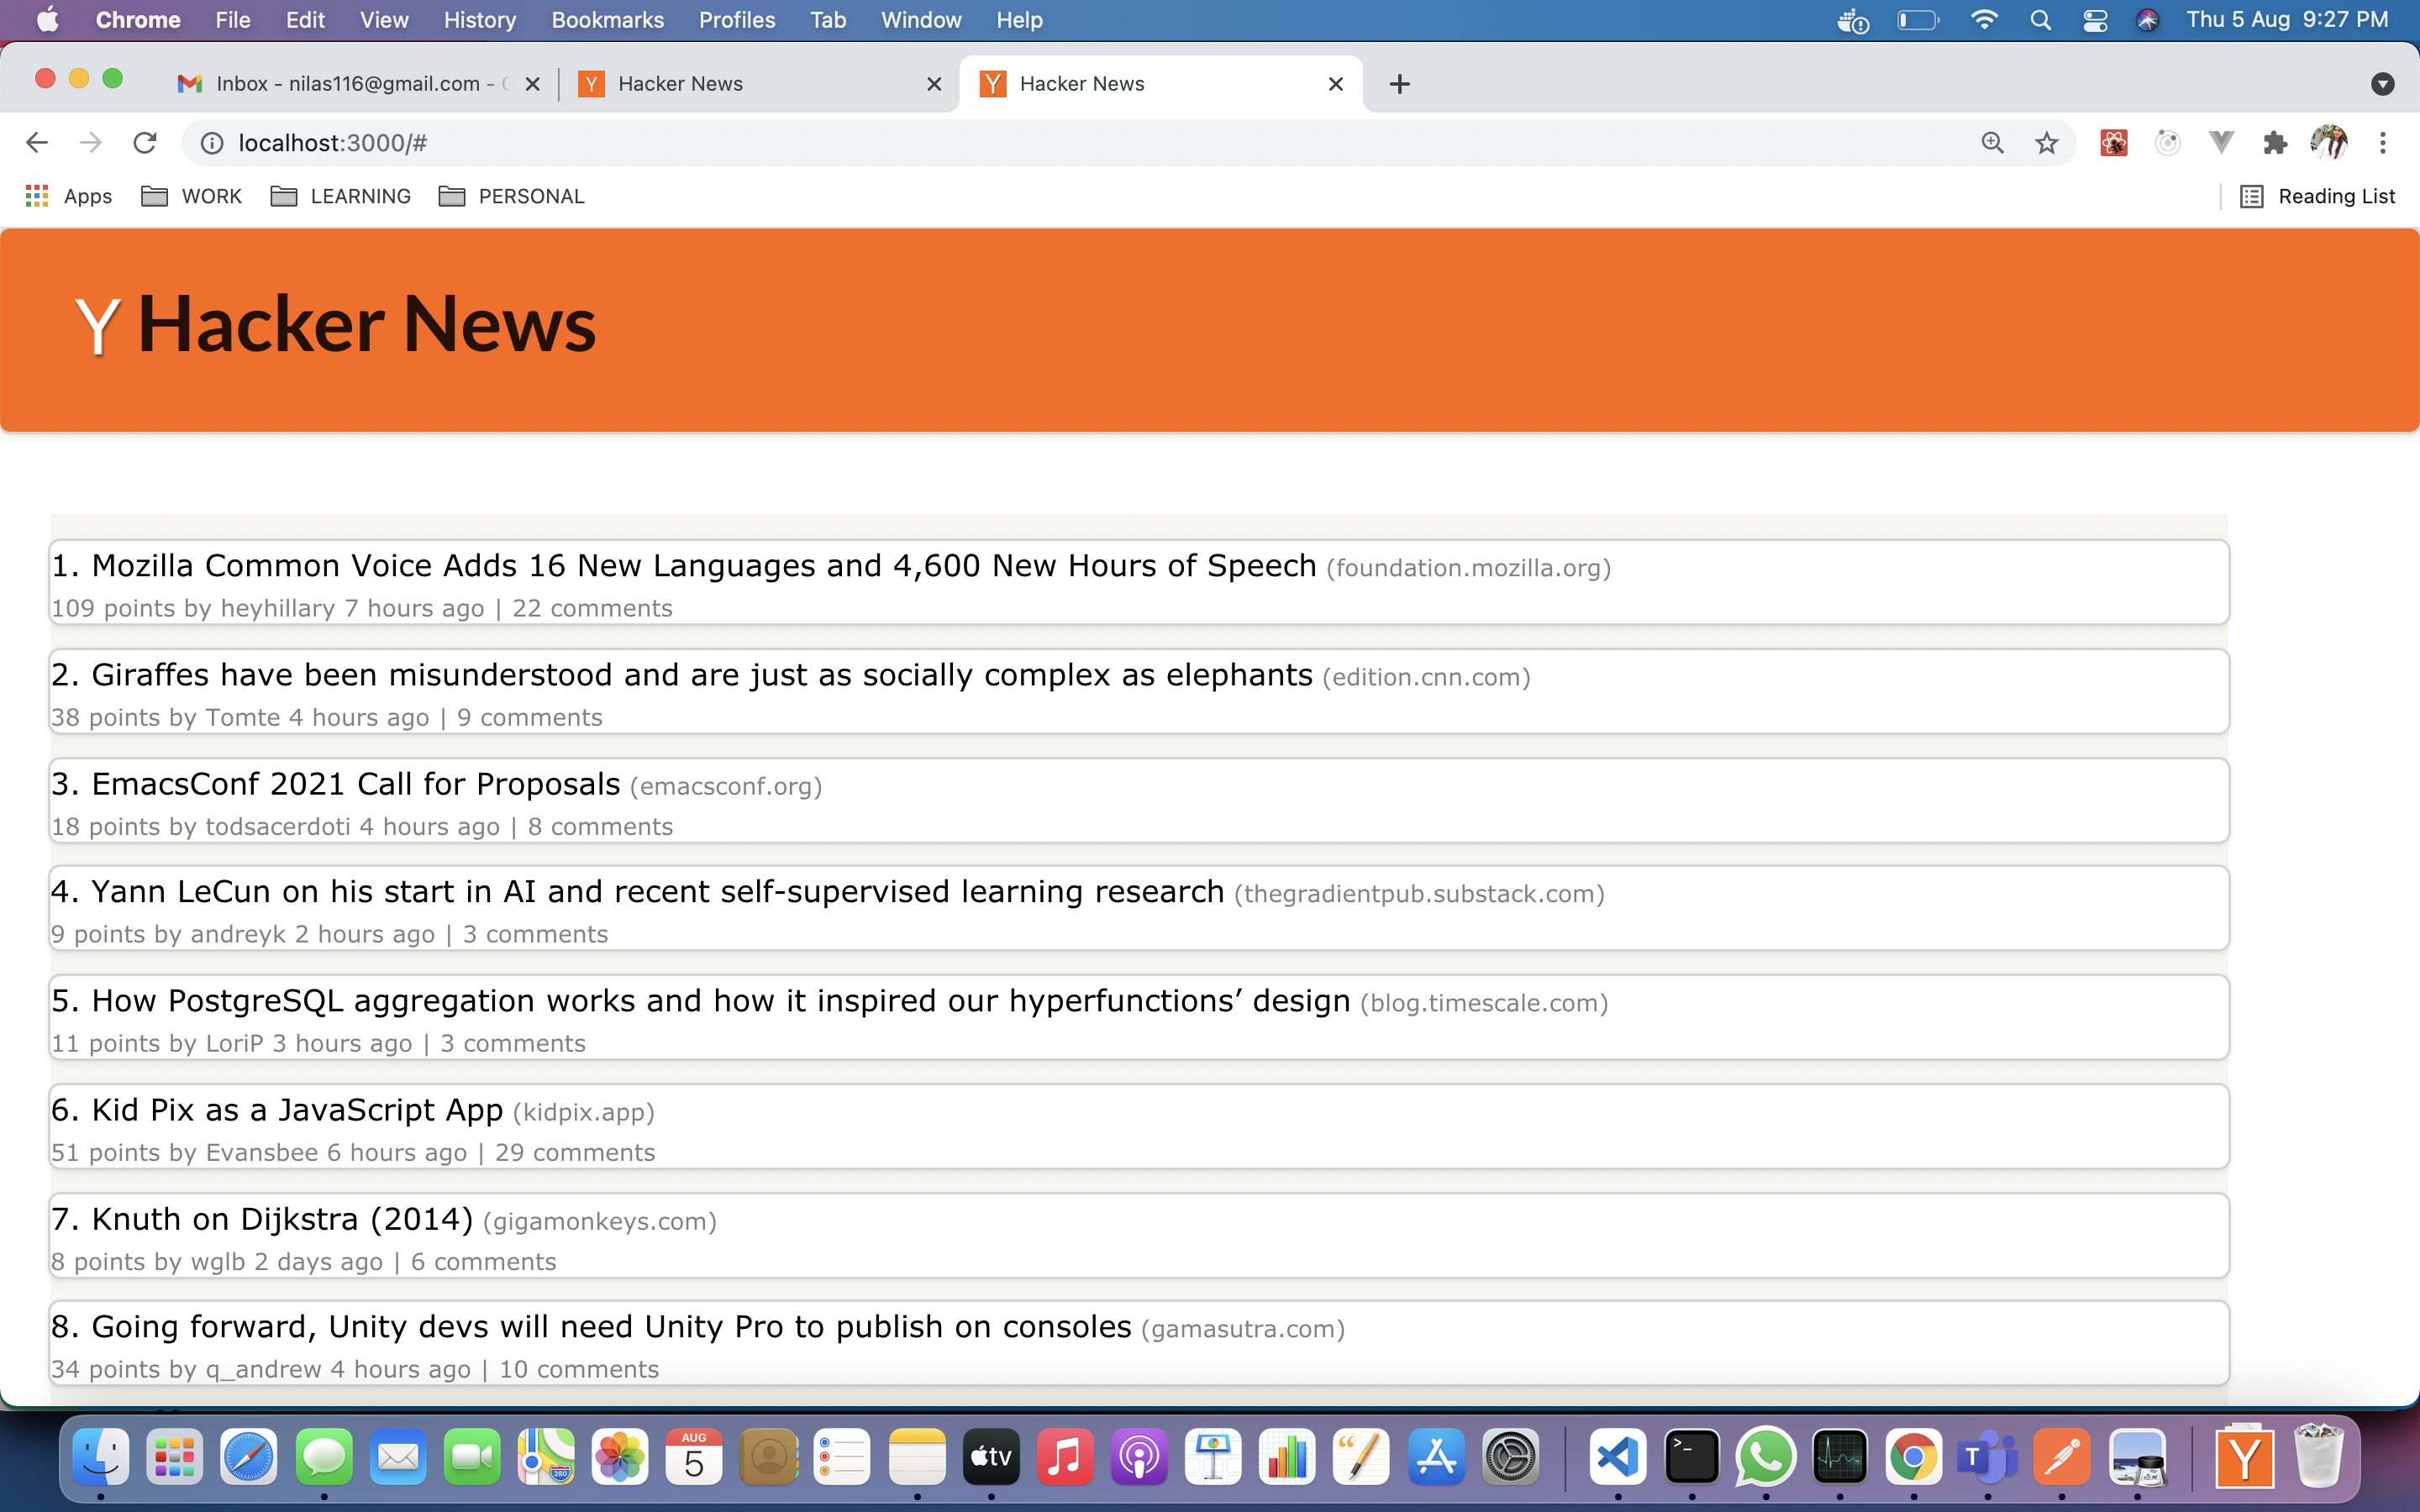 Chrome File Edit View History Bookmarks Profiles Tab Window Help Thu 5 Aug 9:27 PM
Inbox - nilas116@gmail.com - Hacker News Hacker News
localhost:3000/#
Apps WORK LEARNING PERSONAL Reading List
Y Hacker News
1. Mozilla Common Voice Adds 16 New Languages and 4,600 New Hours of Speech (foundation.mozilla.org)
109 points by heyhillary 7 hours ago | 22 comments
2. Giraffes have been misunderstood and are just as socially complex as elephants (edition.cnn.com)
38 points by Tomte 4 hours ago | 9 comments
3. EmacsConf 2021 Call for Proposals (emacsconf.org)
18 points by todsacerdoti 4 hours ago | 8 comments
4. Yann LeCun on his start in AI and recent self-supervised learning research (thegradientpub.substack.com)
9 points by andreyk 2 hours ago | 3 comments
5. How PostgreSQL aggregation works and how it inspired our hyperfunctions’ design (blog.timescale.com)
11 points by LoriP 3 hours ago | 3 comments
6. Kid Pix as a JavaScript App (kidpix.app)
51 points by Evansbee 6 hours ago | 29 comments
7. Knuth on Dijkstra (2014) (gigamonkeys.com)
8 points by wglb 2 days ago | 6 comments
8. Going forward, Unity devs will need Unity Pro to publish on consoles (gamasutra.com)
34 points by q_andrew 4 hours ago | 10 comments
AUG
5
280
tv
T
Y